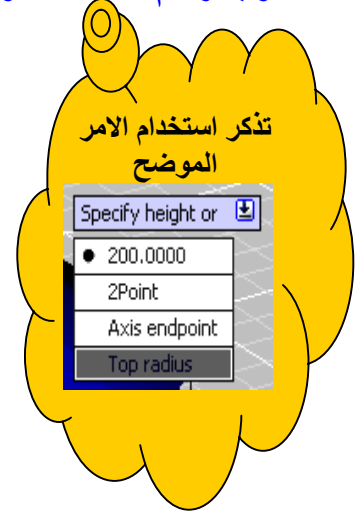 تذكر استخدام الامر
الموضح
Specify height or
200.0000
2Point
Axis endpoint
Top radius